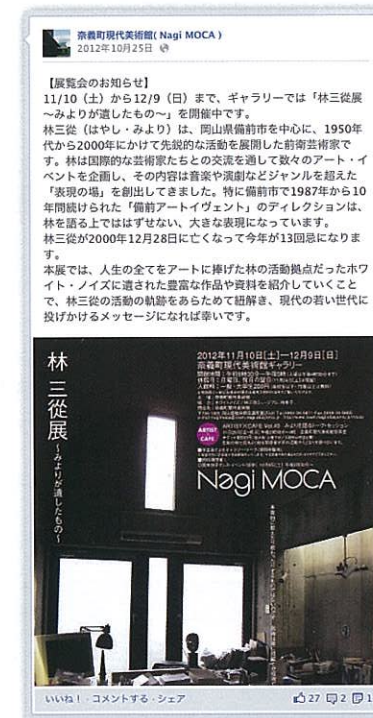 奈義町現代美術館( Nagi MOCA )
2012年10月25日
【展覧会のお知らせ】
11/10（土）から12/9（日）まで、ギャラリーでは「林三從展
〜みよりが遺したもの〜」を開催中です。
林三從（はやし・みより）は、岡山県備前市を中心に、1950年
代から2000年にかけて先鋭的な活動を展開した前衛芸術家で
す。林は国際的な芸術家たちとの交流を通して数々のアート・イ
ベントを企画し、その内容は音楽や演劇などジャンルを超えた
「表現の場」を創出してきました。特に備前市で1987年から10
年間続けられた「備前アートイヴェント」のディレクションは、
林を語る上でははずせない、大きな表現になっています。
林三從が2000年12月28日に亡くなって今年が13回忌になりま
す。
本展では、人生の全てをアートに捧げた林の活動拠点だったホワ
イト・ノイズに遺された豊富な作品や資料を紹介していくこと
で、林三從の活動の軌跡をあらためて紐解き、現代の若い世代に
投げかけるメッセージになれば幸いです。
林 三從展〜みよりが遺したもの〜
2012年11月10日[土]—12月9日[日]
奈義町現代美術館ギャラリー
ARTIST
CAFE
Nagi MOCA
いいね！・コメントする・シェア
27 2 1